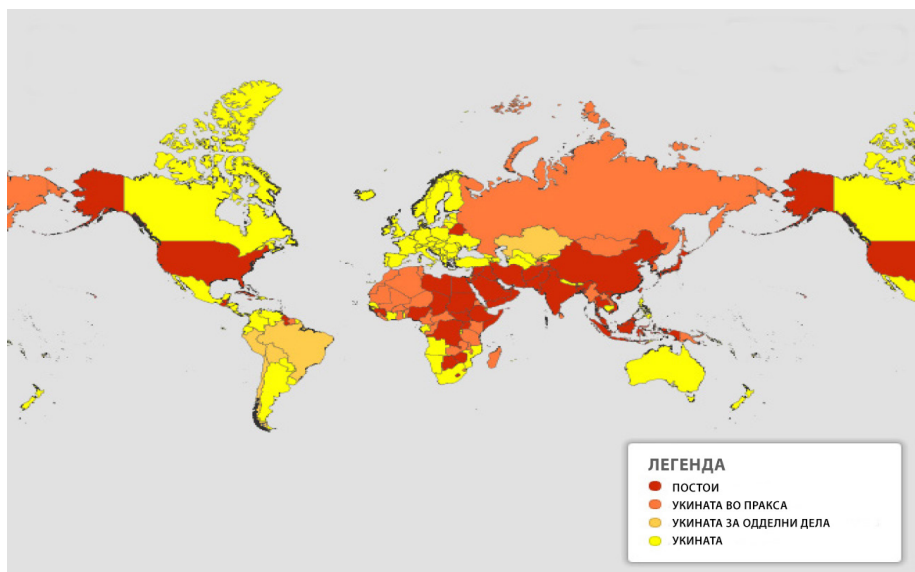 ЛЕГЕНДА
ПОСТОИ
УКИНАТА ВО ПРАКСА
УКИНАТА ЗА ОДДЕЛНИ ДЕЛА
УКИНАТА